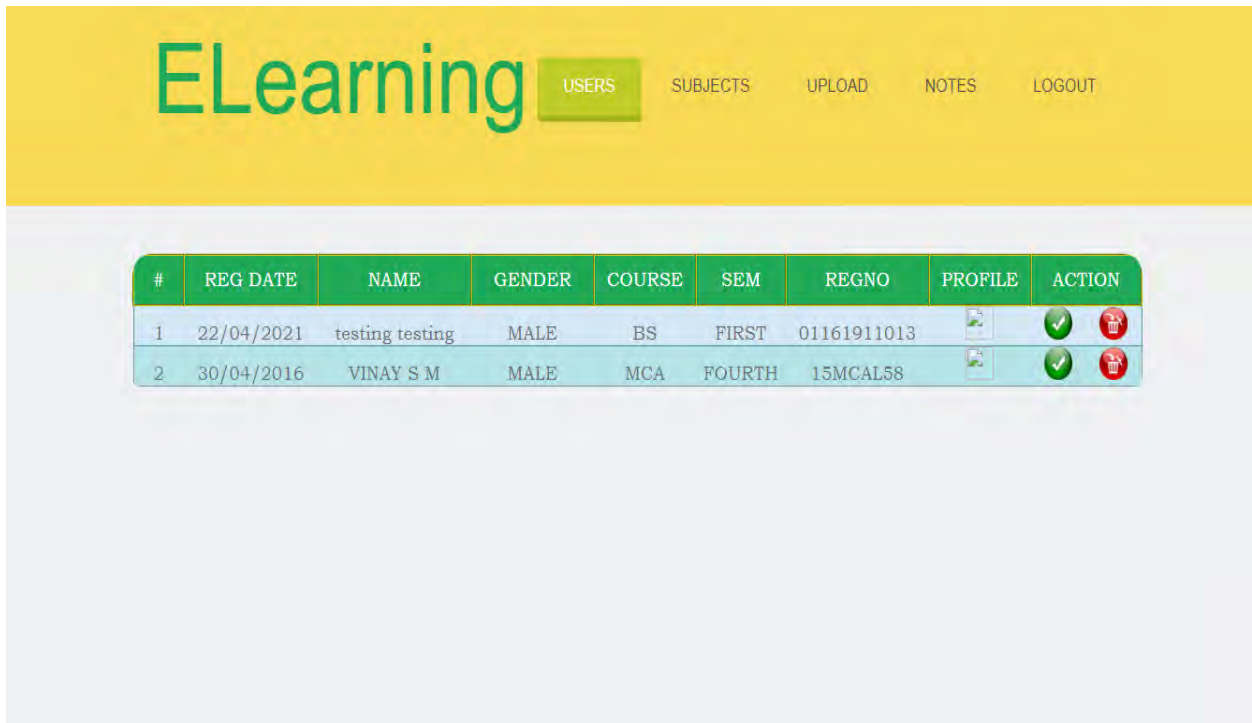 ELearning USERS SUBJECTS UPLOAD NOTES LOGOUT
# REG DATE NAME GENDER COURSE SEM REGNO PROFILE ACTION
1 22/04/2021 testing testing MALE BS FIRST 01161911013
2 30/04/2016 VINAY S M MALE MCA FOURTH 15MCAL58